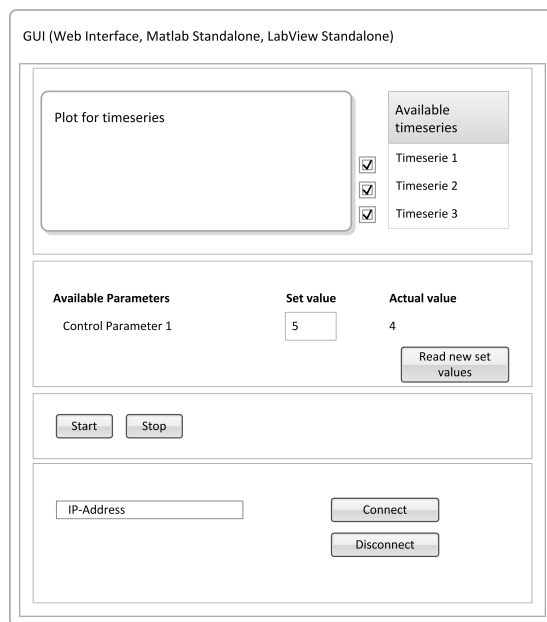 GUI (Web Interface, Matlab Standalone, LabView Standalone)
Plot for timeseries
Available
timeseries
Timeserie 1
Timeserie 2
Timeserie 3
Available Parameters Set value Actual value
Control Parameter 1 5 4
Read new set
values
Start Stop
IP-Address Connect
Disconnect